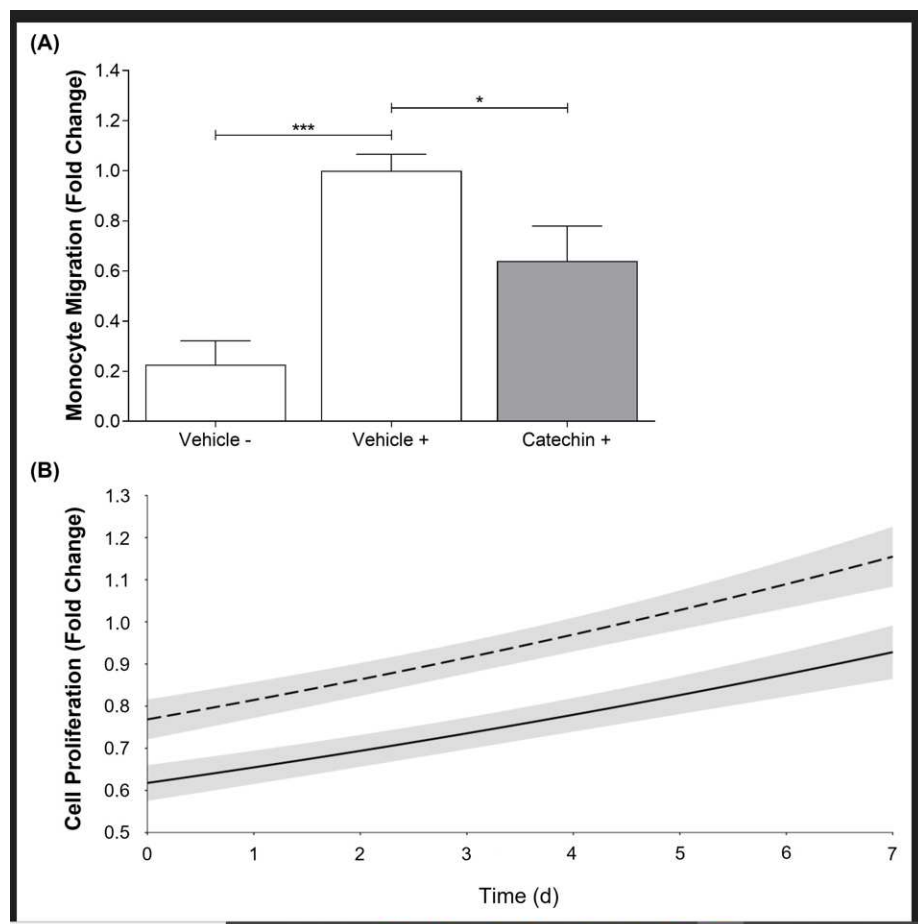 (A)
Monocyte Migration (Fold Change)
1.4
1.2
1.0
0.8
0.6
0.4
0.2
0.0
***
*
Vehicle -
Vehicle +
Catechin +
(B)
Cell Proliferation (Fold Change)
1.3
1.2
1.1
1.0
0.9
0.8
0.7
0.6
0.5
0 1 2 3 4 5 6 7
Time (d)